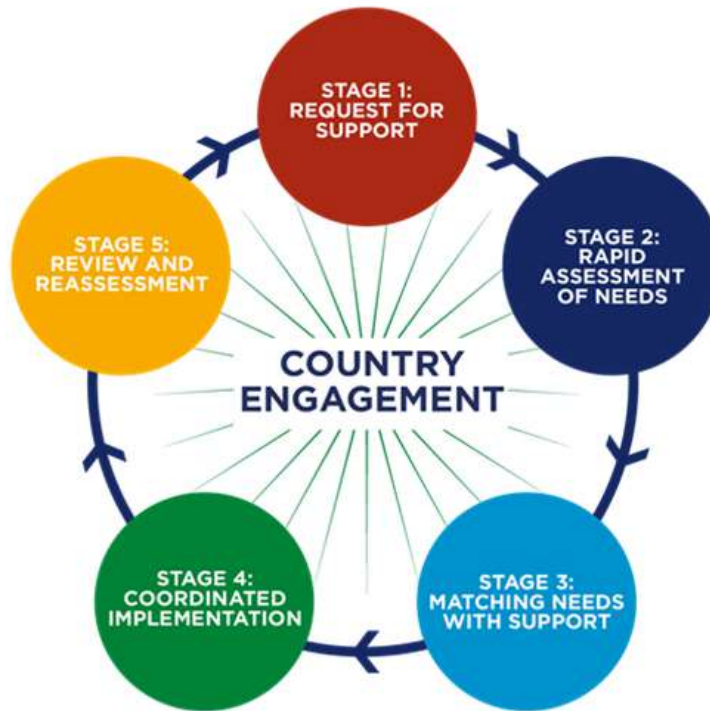 STAGE 1:
REQUEST FOR
SUPPORT
STAGE 2:
RAPID
ASSESSMENT
OF NEEDS
STAGE 3:
MATCHING NEEDS
WITH SUPPORT
STAGE 4:
COORDINATED
IMPLEMENTATION
STAGE 5:
REVIEW AND
REASSESSMENT
COUNTRY
ENGAGEMENT